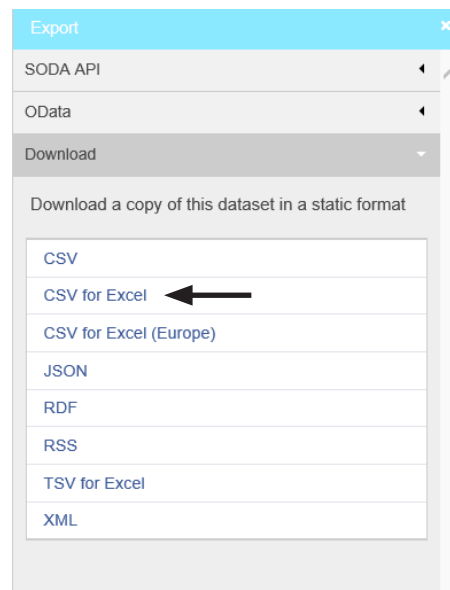 Export
SODA API
OData
Download
Download a copy of this dataset in a static format
CSV
CSV for Excel
CSV for Excel (Europe)
JSON
RDF
RSS
TSV for Excel
XML